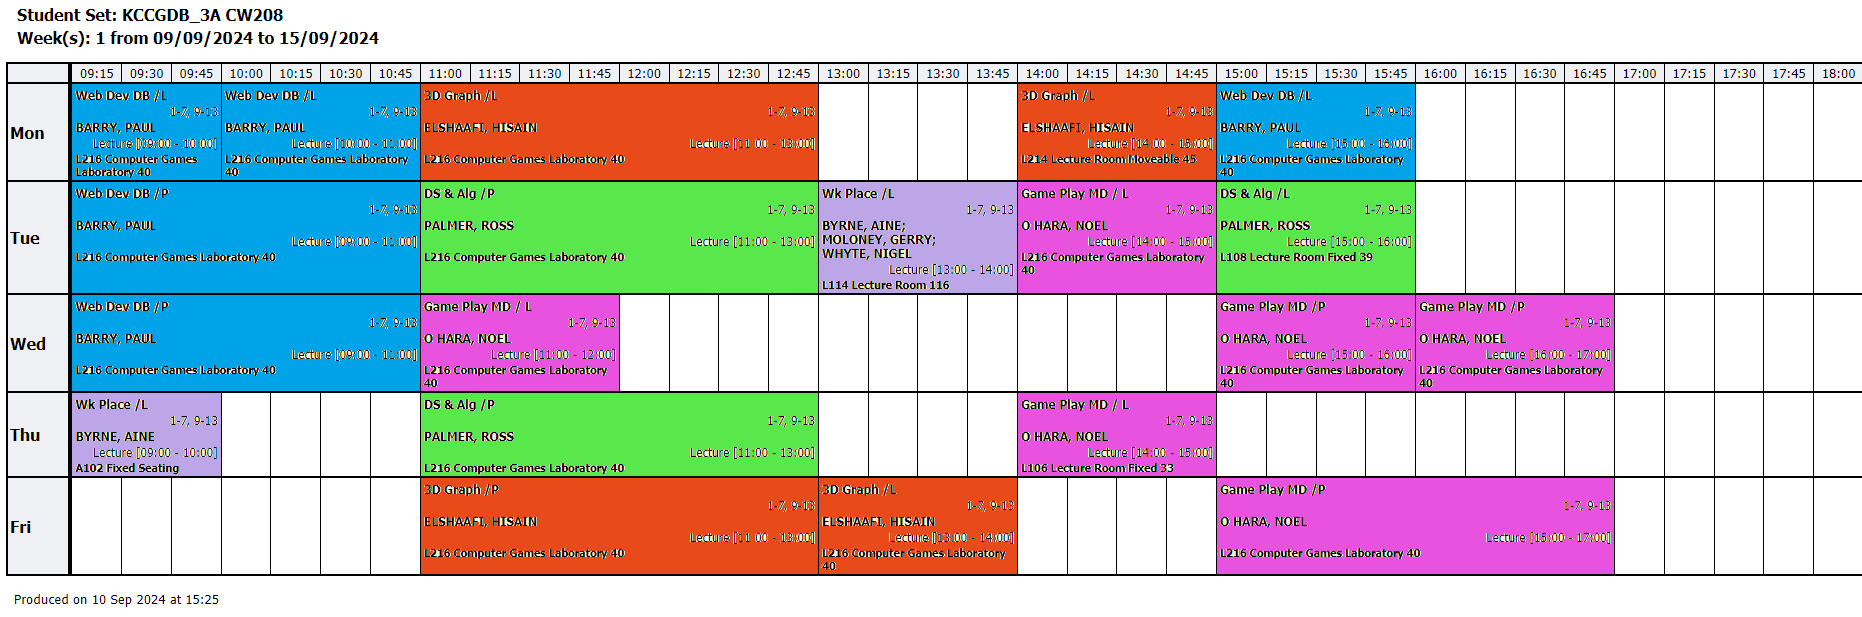 Student Set: KCCGDB_3A CW208
Week(s): 1 from 09/09/2024 to 15/09/2024
09:15 09:30 09:45 10:00 10:15 10:30 10:45 11:00 11:15 11:30 11:45 12:00 12:15 12:30 12:45 13:00 13:15 13:30 13:45 14:00 14:15 14:30 14:45 15:00 15:15 15:30 15:45 16:00 16:15 16:30 16:45 17:00 17:15 17:30 17:45 18:00
Mon
Web Dev DB /L
1-7, 9-13
BARRY, PAUL
Lecture [09:00 - 10:00]
L216 Computer Games
Laboratory 40
Web Dev DB /L
1-7, 9-13
BARRY, PAUL
Lecture [10:00 - 11:00]
L216 Computer Games Laboratory
40
3D Graph /L
1-7, 9-13
ELSHAAFI, HISAIN
Lecture [11:00 - 13:00]
L216 Computer Games Laboratory 40
3D Graph /L
1-7, 9-13
ELSHAAFI, HISAIN
Lecture [14:00 - 15:00]
L214 Lecture Room Moveable 45
Web Dev DB /L
1-7, 9-13
BARRY, PAUL
Lecture [15:00 - 16:00]
L216 Computer Games Laboratory
40
Tue
Web Dev DB /P
1-7, 9-13
BARRY, PAUL
Lecture [09:00 - 11:00]
L216 Computer Games Laboratory 40
DS & Alg /P
1-7, 9-13
PALMER, ROSS
Lecture [11:00 - 13:00]
L216 Computer Games Laboratory 40
Wk Place /L
1-7, 9-13
BYRNE, AINE;
MOLONEY, GERRY;
WHYTE, NIGEL
Lecture [13:00 - 14:00]
L114 Lecture Room 116
Game Play MD / L
1-7, 9-13
O HARA, NOEL
Lecture [14:00 - 15:00]
L216 Computer Games Laboratory
40
DS & Alg /L
1-7, 9-13
PALMER, ROSS
Lecture [15:00 - 16:00]
L108 Lecture Room Fixed 39
Wed
Web Dev DB /P
1-7, 9-13
BARRY, PAUL
Lecture [09:00 - 11:00]
L216 Computer Games Laboratory 40
Game Play MD / L
1-7, 9-13
O HARA, NOEL
Lecture [11:00 - 12:00]
L216 Computer Games Laboratory
40
Game Play MD /P
1-7, 9-13
O HARA, NOEL
Lecture [15:00 - 16:00]
L216 Computer Games Laboratory
40
Game Play MD /P
1-7, 9-13
O HARA, NOEL
Lecture [16:00 - 17:00]
L216 Computer Games Laboratory
40
Thu
Wk Place /L
1-7, 9-13
BYRNE, AINE
Lecture [09:00 - 10:00]
A102 Fixed Seating
DS & Alg /P
1-7, 9-13
PALMER, ROSS
Lecture [11:00 - 13:00]
L216 Computer Games Laboratory 40
Game Play MD / L
1-7, 9-13
O HARA, NOEL
Lecture [14:00 - 15:00]
L106 Lecture Room Fixed 33
Fri
3D Graph /P
1-7, 9-13
ELSHAAFI, HISAIN
Lecture [11:00 - 13:00]
L216 Computer Games Laboratory 40
3D Graph /L
1-7, 9-13
ELSHAAFI, HISAIN
Lecture [13:00 - 14:00]
L216 Computer Games Laboratory
40
Game Play MD /P
1-7, 9-13
O HARA, NOEL
Lecture [15:00 - 17:00]
L216 Computer Games Laboratory 40
Produced on 10 Sep 2024 at 15:25